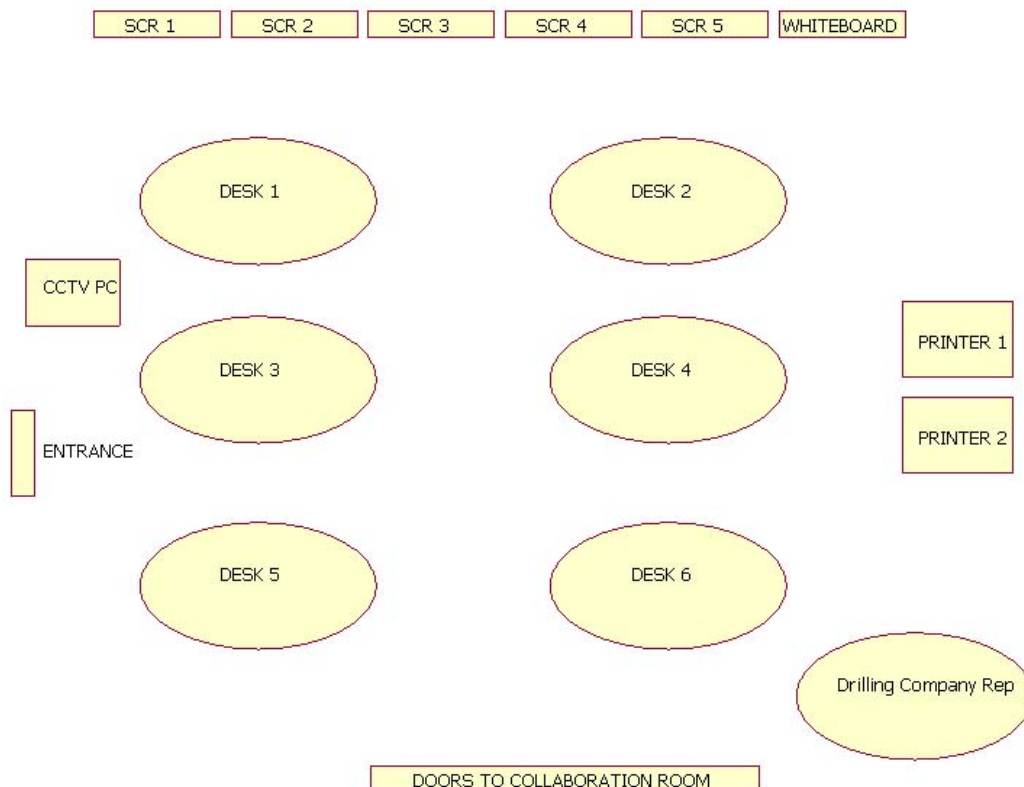 SCR 1
SCR 2
SCR 3
SCR 4
SCR 5
WHITEBOARD
DESK 1
DESK 2
CCTV PC
PRINTER 1
DESK 3
DESK 4
PRINTER 2
ENTRANCE
DESK 5
DESK 6
Drilling Company Rep
DOORS TO COLLABORATION ROOM